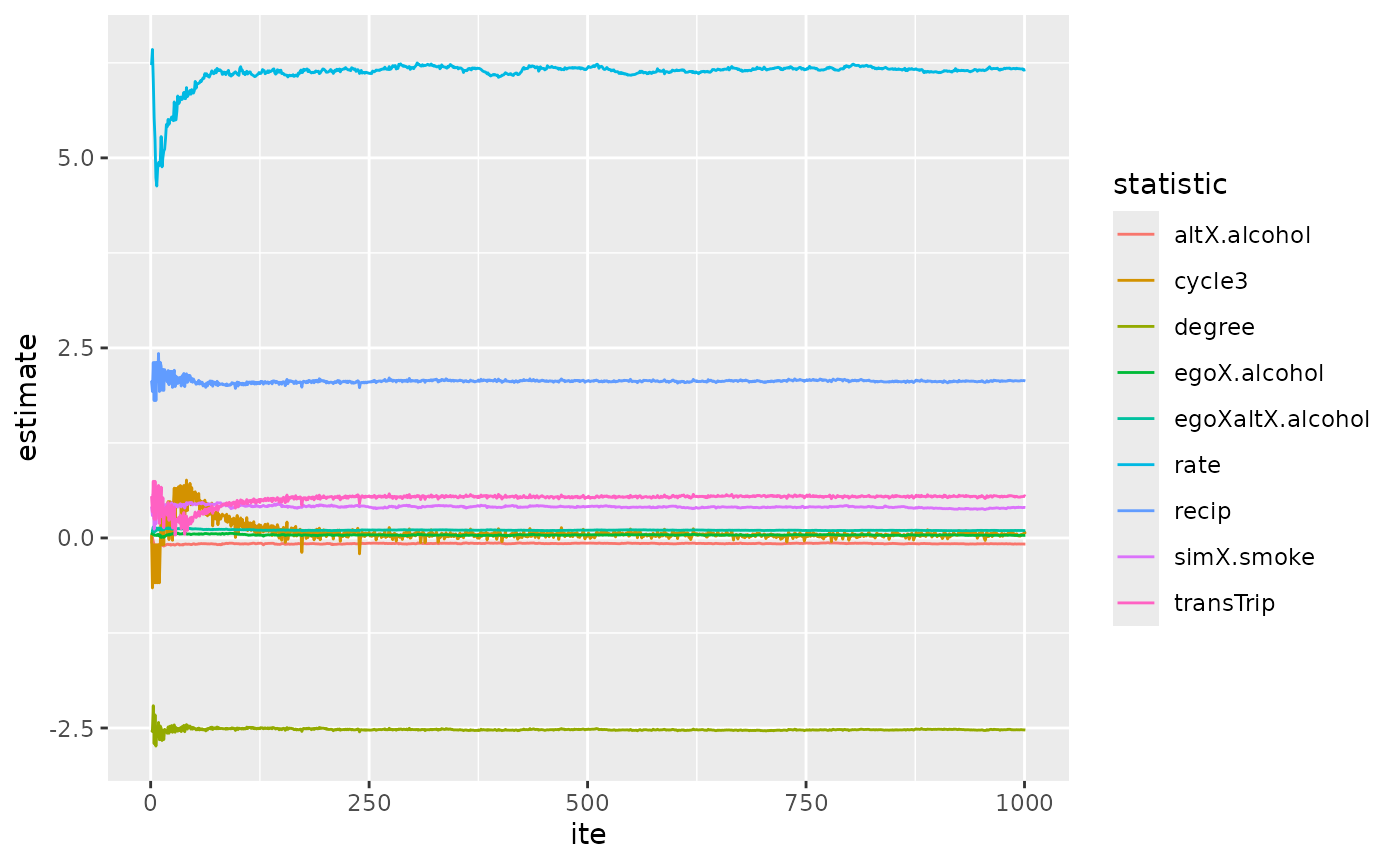 5.0
2.5
0.0
-2.5
estimate
0
250
500
750
1000
ite
statistic
altX.alcohol
cycle3
degree
egoX.alcohol
egoXaltX.alcohol
rate
recip
simX.smoke
transTrip